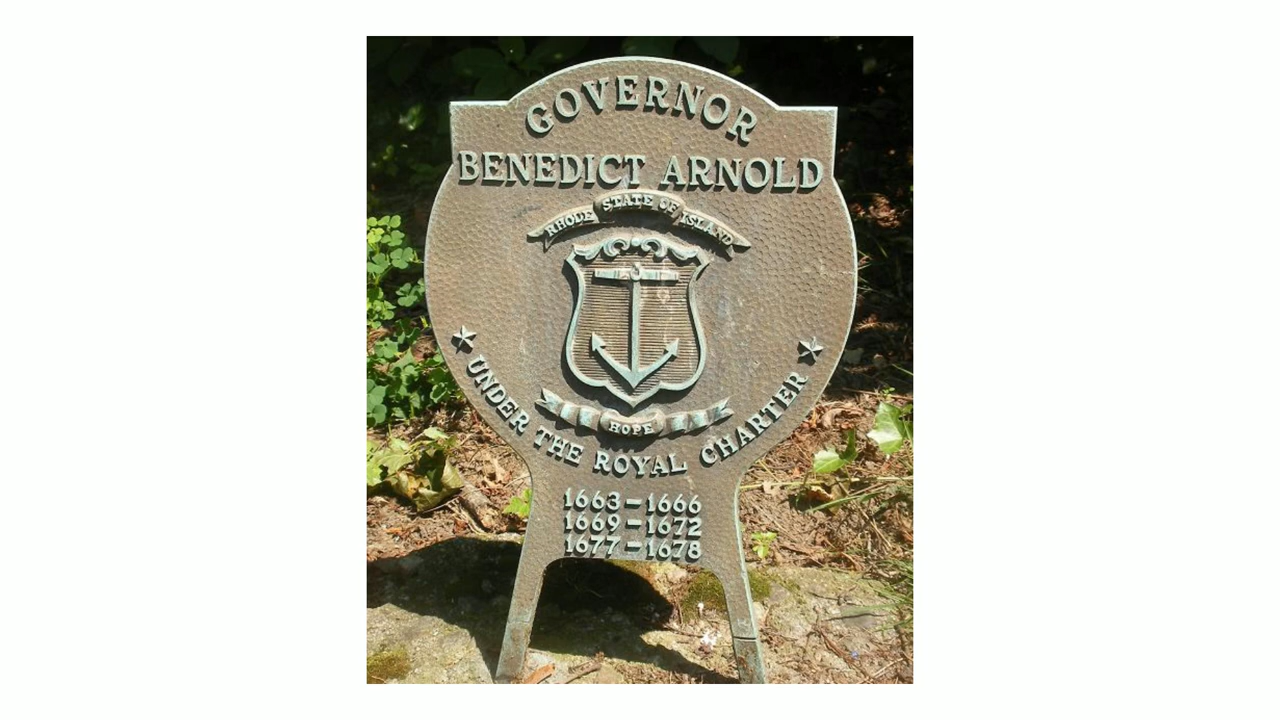 GOVERNOR
BENEDICT ARNOLD
RHODE STATE OF ISLAND
HOPE
UNDER THE ROYAL CHARTER
1663-1666
1669-1672
1677-1678